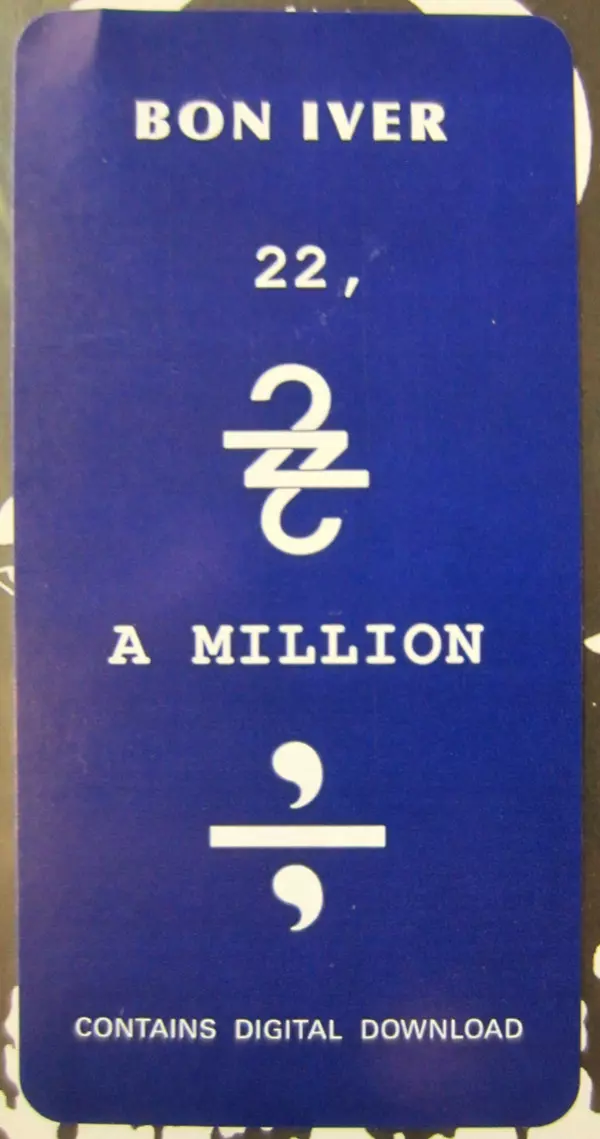 BON IVER
22,
A MILLION
CONTAINS DIGITAL DOWNLOAD